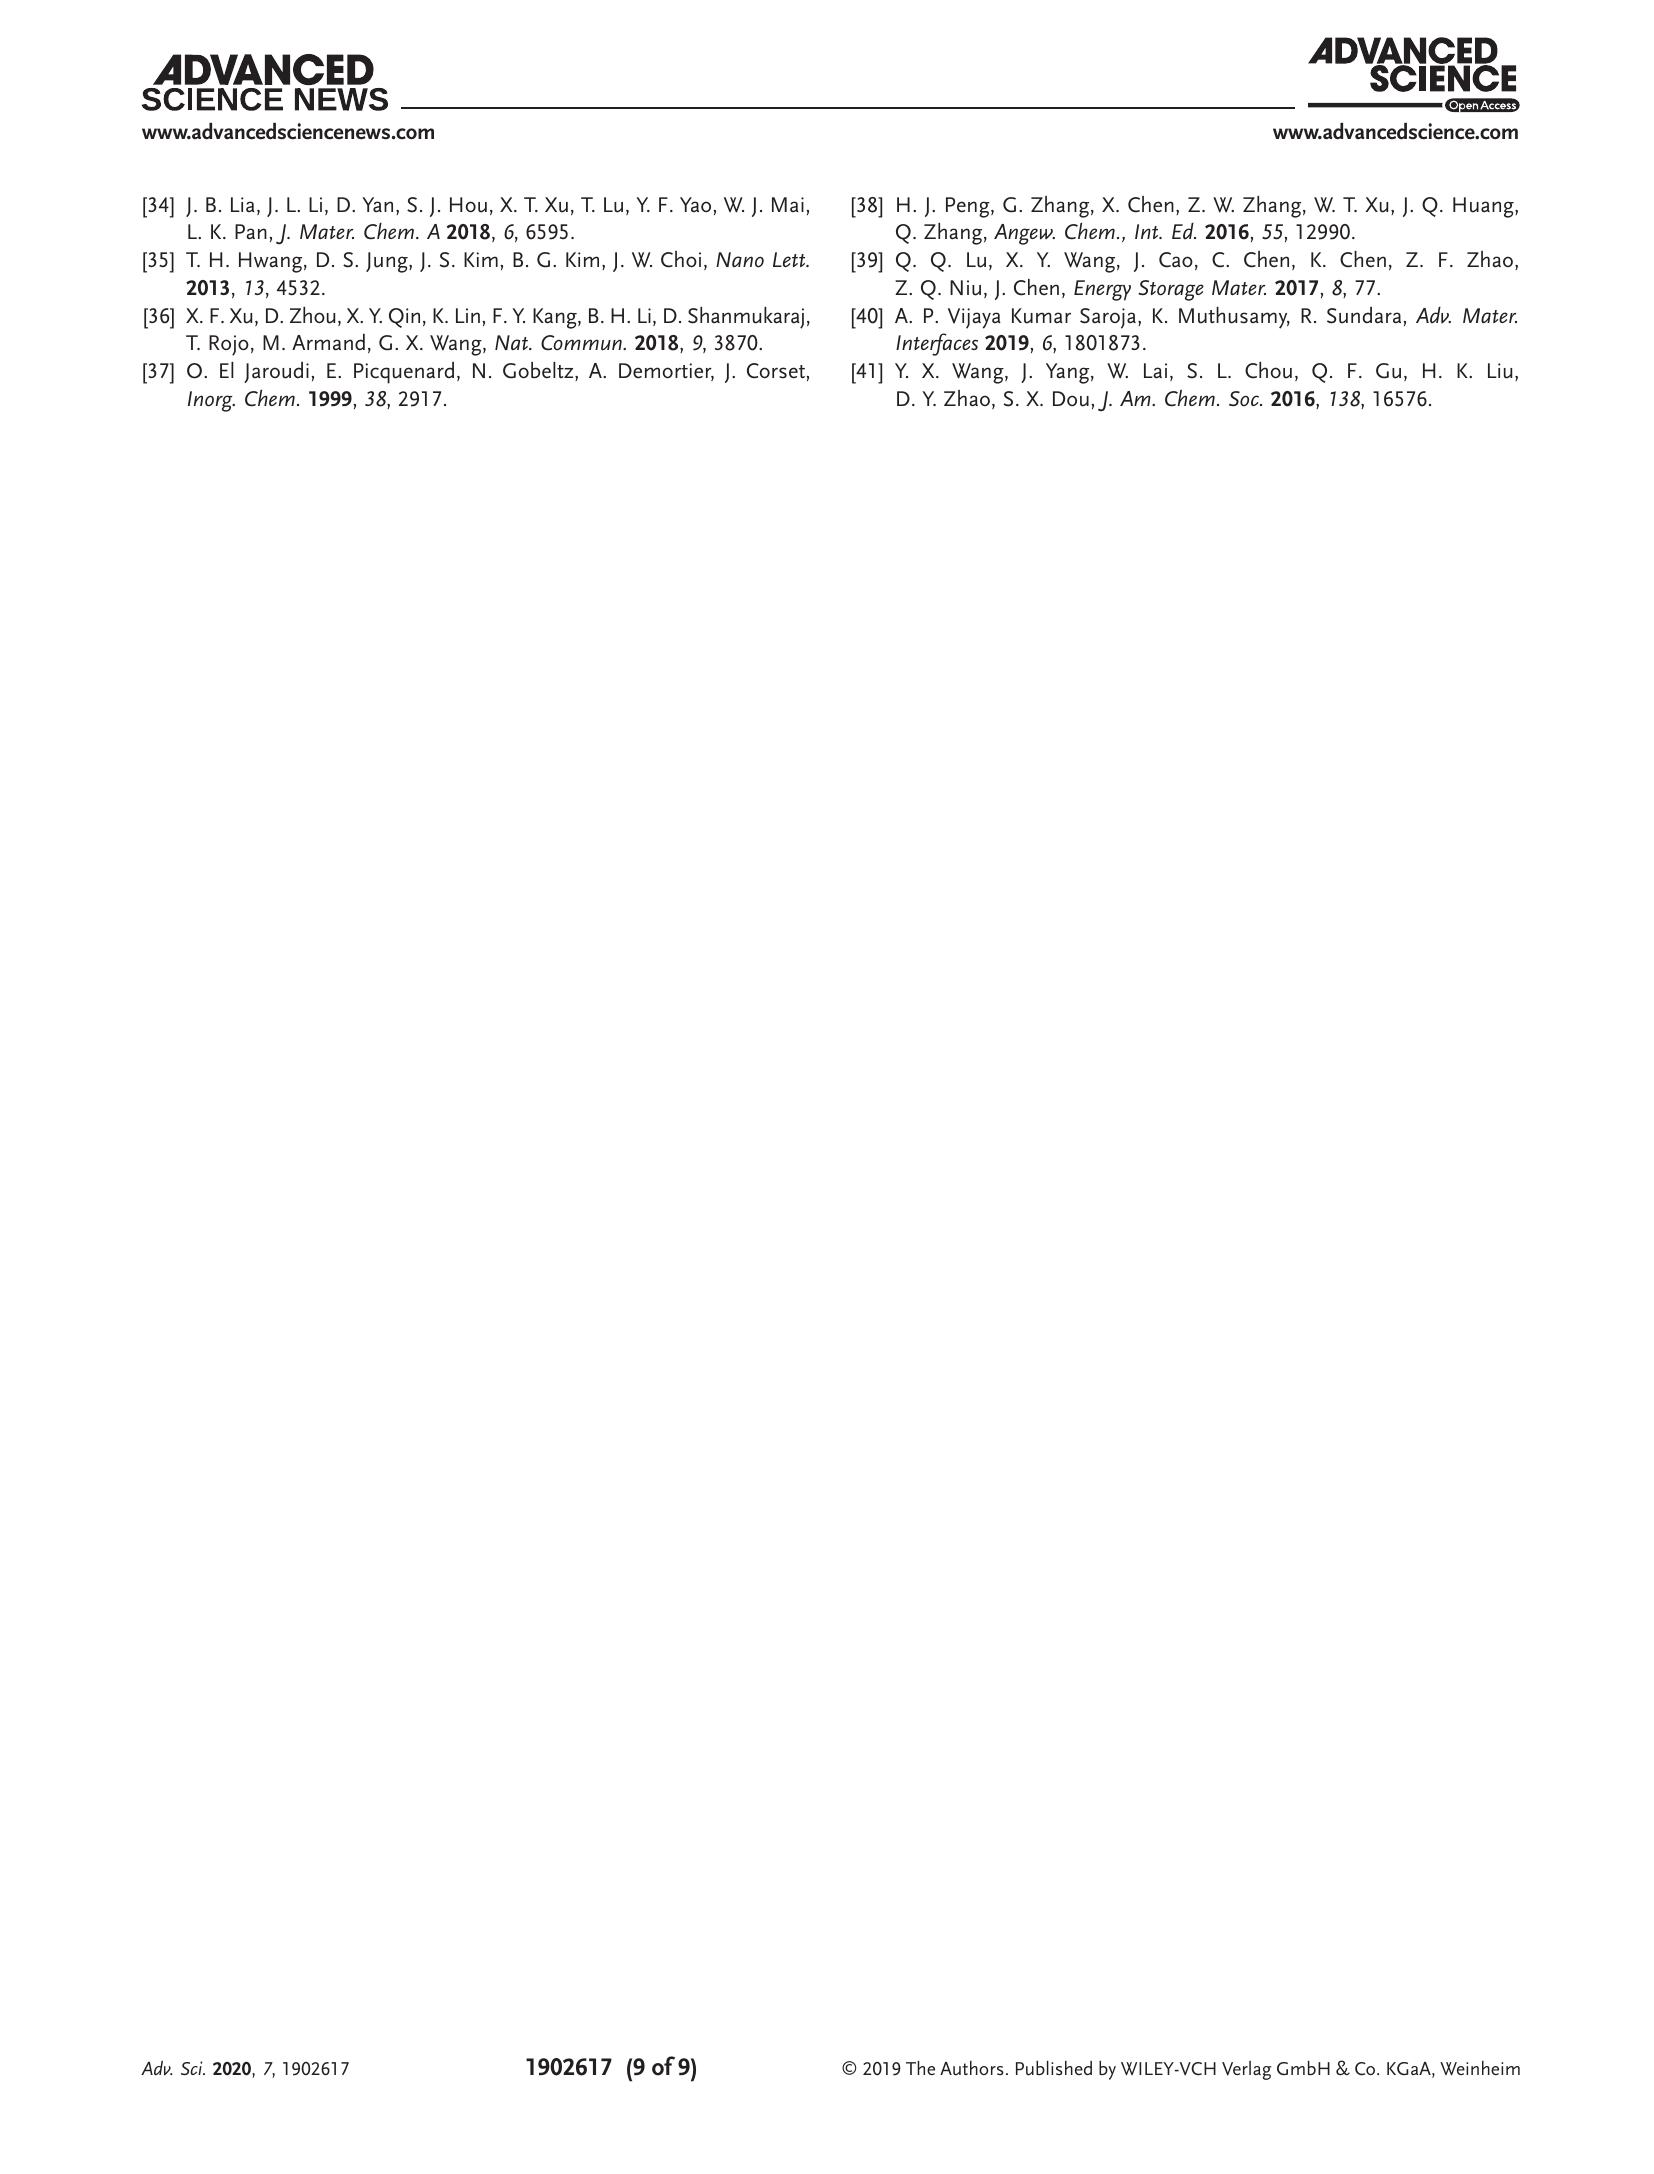 ADVANCED
SCIENCE NEWS
www.advancedsciencenews.com
ADVANCED
SCIENCE
Open Access
www.advancedscience.com
[34] J. B. Lia, J. L. Li, D. Yan, S. J. Hou, X. T. Xu, T. Lu, Y. F. Yao, W. J. Mai,
L. K. Pan, J. Mater. Chem. A 2018, 6, 6595.
[35] T. H. Hwang, D. S. Jung, J. S. Kim, B. G. Kim, J. W. Choi, Nano Lett.
2013, 13, 4532.
[36] X. F. Xu, D. Zhou, X. Y. Qin, K. Lin, F. Y. Kang, B. H. Li, D. Shanmukaraj,
T. Rojo, M. Armand, G. X. Wang, Nat. Commun. 2018, 9, 3870.
[37] O. El Jaroudi, E. Picquenard, N. Gobeltz, A. Demortier, J. Corset,
Inorg. Chem. 1999, 38, 2917.
[38] H. J. Peng, G. Zhang, X. Chen, Z. W. Zhang, W. T. Xu, J. Q. Huang,
Q. Zhang, Angew. Chem., Int. Ed. 2016, 55, 12990.
[39] Q. Q. Lu, X. Y. Wang, J. Cao, C. Chen, K. Chen, Z. F. Zhao,
Z. Q. Niu, J. Chen, Energy Storage Mater. 2017, 8, 77.
[40] A. P. Vijaya Kumar Saroja, K. Muthusamy, R. Sundara, Adv. Mater.
Interfaces 2019, 6, 1801873.
[41] Y. X. Wang, J. Yang, W. Lai, S. L. Chou, Q. F. Gu, H. K. Liu,
D. Y. Zhao, S. X. Dou, J. Am. Chem. Soc. 2016, 138, 16576.
Adv. Sci. 2020, 7, 1902617
1902617 (9 of 9)
© 2019 The Authors. Published by WILEY-VCH Verlag GmbH & Co. KGaA, Weinheim